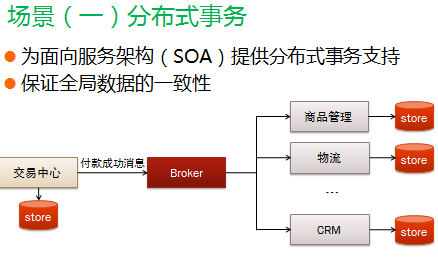 场景（一）分布式事务
为面向服务架构（SOA）提供分布式事务支持
保证全局数据的一致性
商品管理
store
付款成功消息
交易中心
Broker
物流
store
...
store
CRM
store